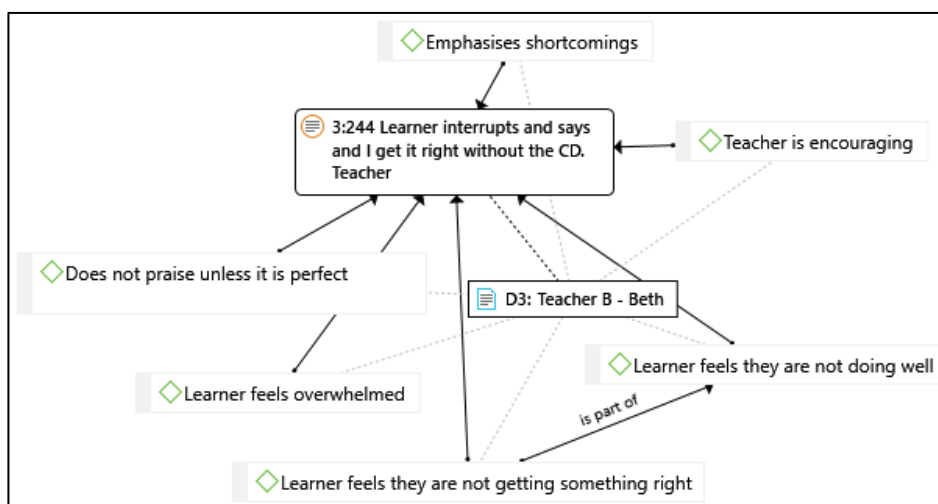 Emphasises shortcomings
3:244 Learner interrupts and says
and I get it right without the CD.
Teacher
Teacher is encouraging
Does not praise unless it is perfect
D3: Teacher B - Beth
Learner feels they are not doing well
Learner feels overwhelmed
is part of
Learner feels they are not getting something right